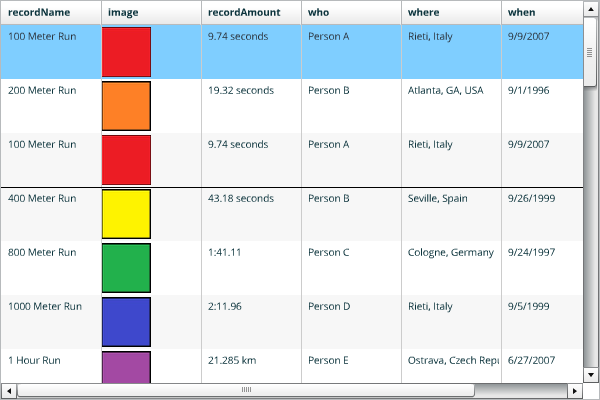 recordName image recordAmount who where when
100 Meter Run 9.74 seconds Person A Rieti, Italy 9/9/2007
200 Meter Run 19.32 seconds Person B Atlanta, GA, USA 9/1/1996
100 Meter Run 9.74 seconds Person A Rieti, Italy 9/9/2007
400 Meter Run 43.18 seconds Person B Seville, Spain 9/26/1999
800 Meter Run 1:41.11 Person C Cologne, Germany 9/24/1997
1000 Meter Run 2:11.96 Person D Rieti, Italy 9/5/1999
1 Hour Run 21.285 km Person E Ostrava, Czech 6/27/2007